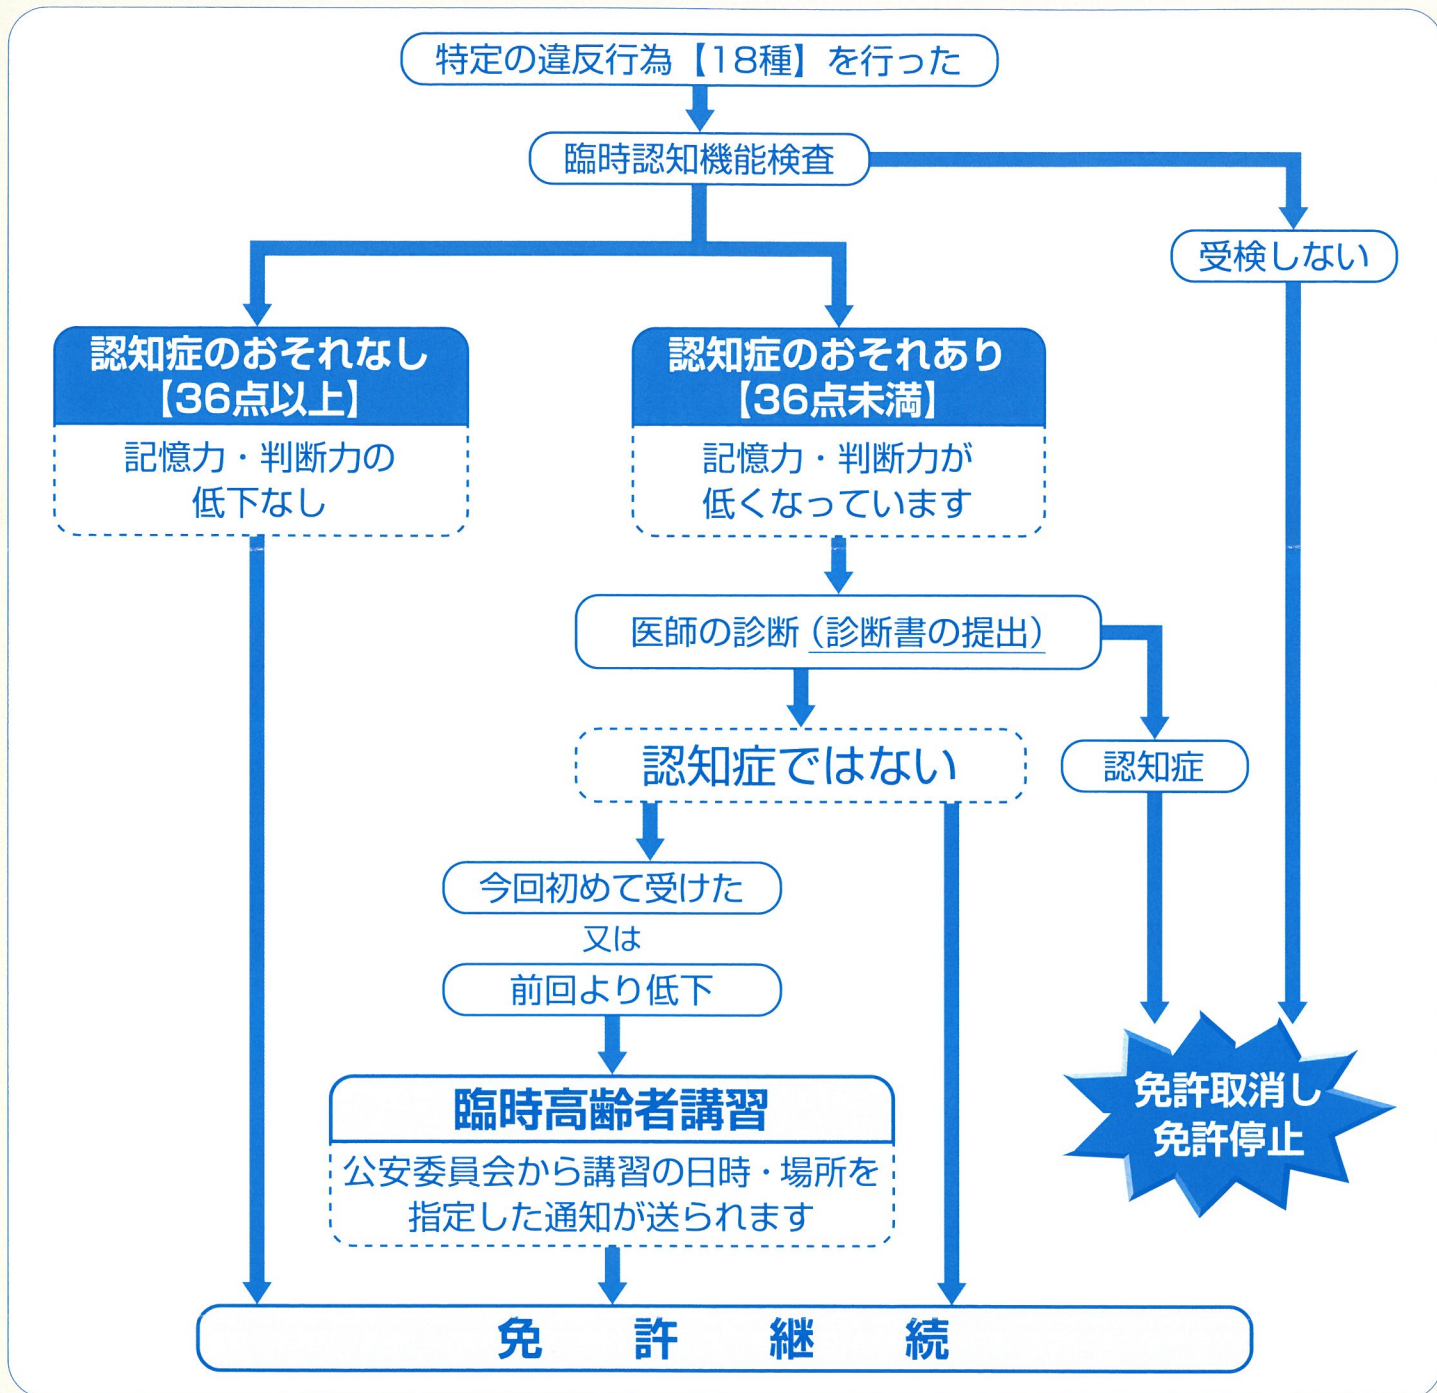 特定の違反行為【18種】を行った
臨時認知機能検査
受検しない
認知症のおそれなし
【36点以上】
記憶力・判断力の
低下なし
認知症のおそれあり
【36点未満】
記憶力・判断力が
低くなっています
医師の診断（診断書の提出）
認知症ではない
認知症
今回初めて受けた
又は
前回より低下
臨時高齢者講習
公安委員会から講習の日時・場所を
指定した通知が送られます
免許取消し
免許停止
免許継続